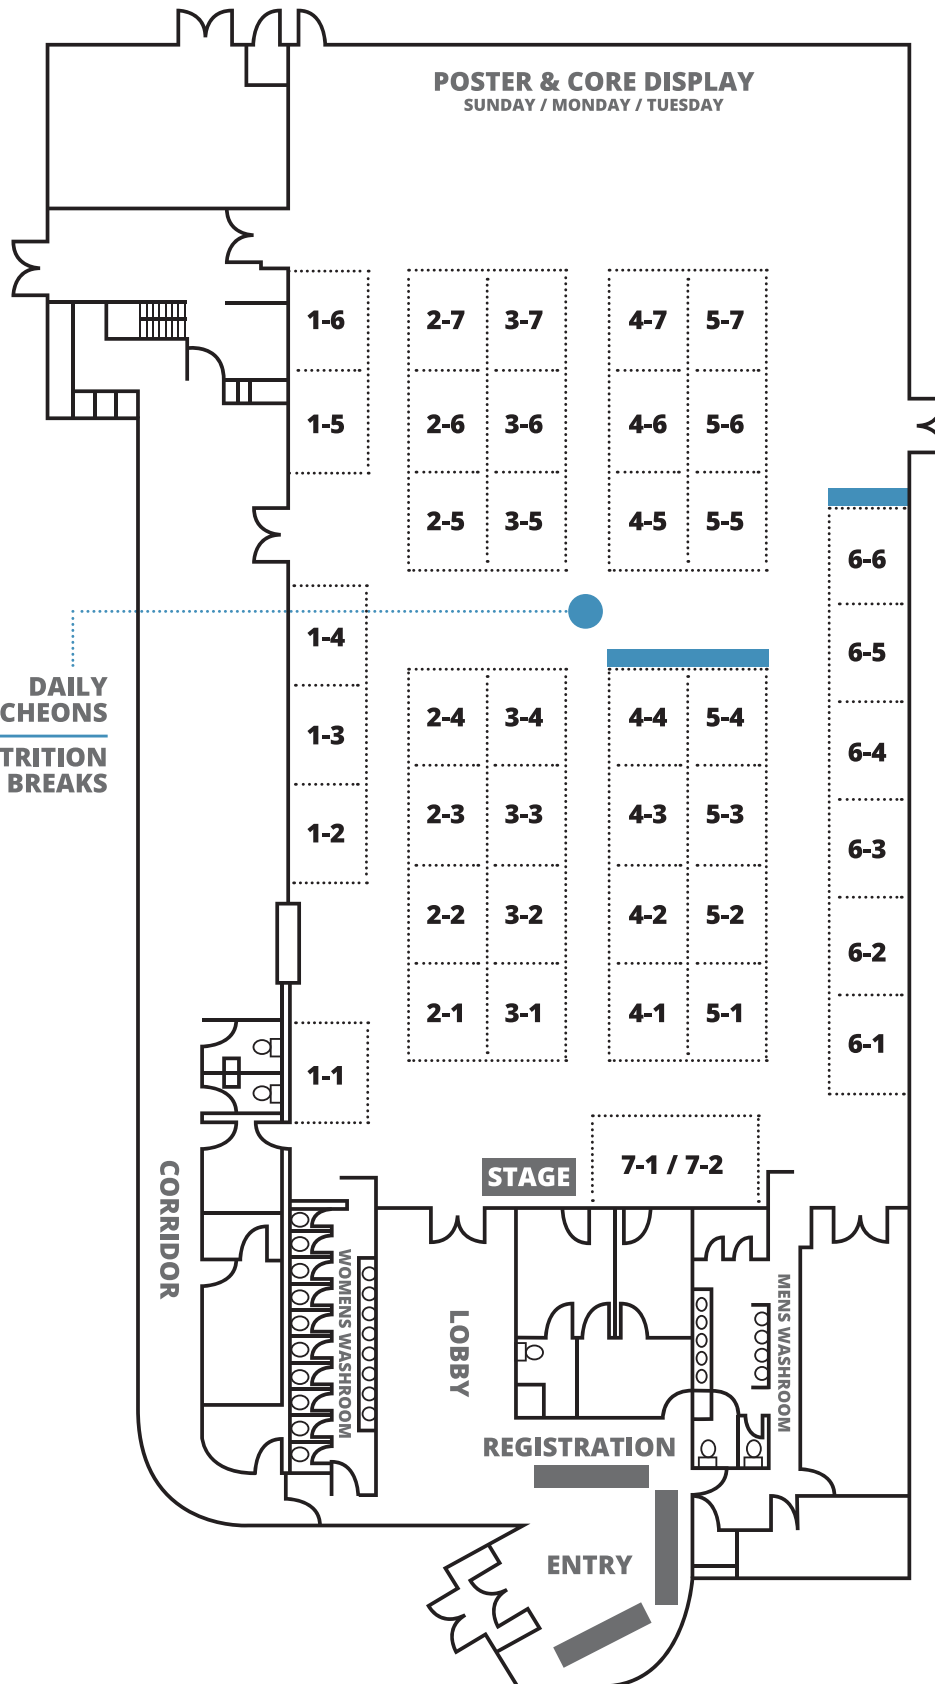 POSTER & CORE DISPLAY
SUNDAY / MONDAY / TUESDAY
1-6
2-7
3-7
4-7
5-7
1-5
2-6
3-6
4-6
5-6
2-5
3-5
4-5
5-5
6-6
1-4
6-5
DAILY
CHEONS
TRITION
BREAKS
2-4
3-4
4-4
5-4
1-3
6-4
2-3
3-3
4-3
5-3
1-2
6-3
2-2
3-2
4-2
5-2
6-2
2-1
3-1
4-1
5-1
6-1
1-1
STAGE
7-1 / 7-2
CORRIDOR
WOMENS WASHROOM
LOBBY
MENS WASHROOM
REGISTRATION
ENTRY